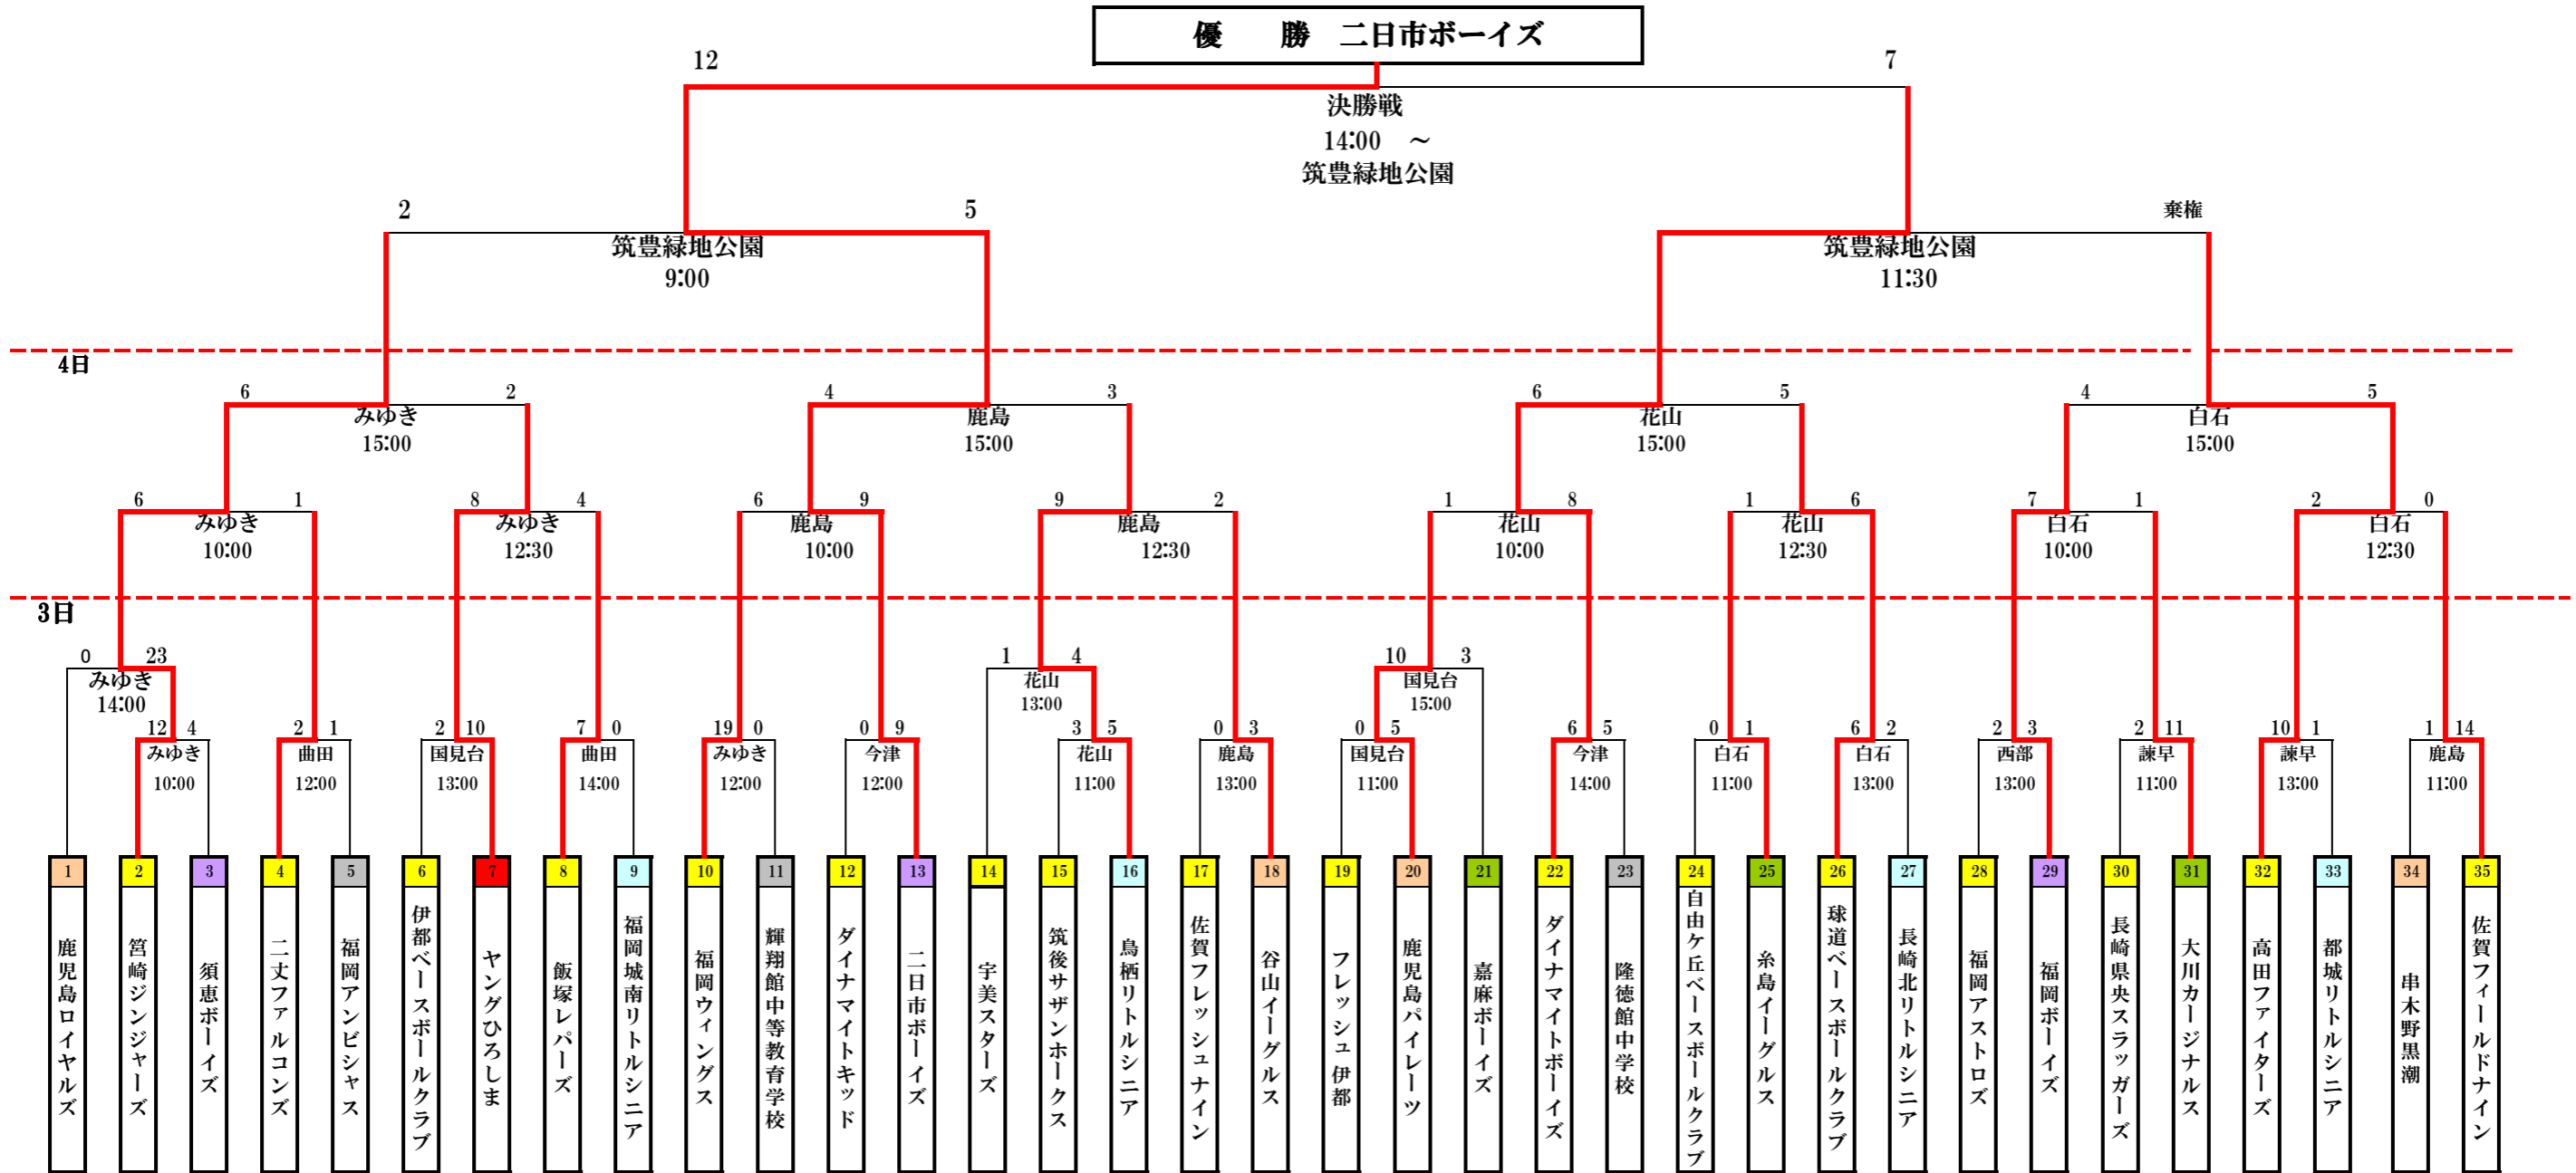 優　　勝　二日市ボーイズ
12
7
決勝戦
14:00　～
筑豊緑地公園
2
5
棄権
筑豊緑地公園
筑豊緑地公園
9:00
11:30
4日
6
2
4
3
6
5
4
5
みゆき
鹿島
花山
白石
15:00
15:00
15:00
15:00
6
1
8
4
6
9
9
2
1
8
1
6
7
1
2
0
みゆき
みゆき
鹿島
鹿島
花山
花山
白石
白石
10:00
12:30
10:00
12:30
10:00
12:30
10:00
12:30
3日
0
23
1
4
10
3
みゆき
花山
国見台
14:00
13:00
15:00
12
4
2
1
2
10
7
0
19
0
0
9
3
5
0
3
0
5
6
5
0
1
6
2
2
3
2
11
10
1
1
14
みゆき
曲田
国見台
曲田
みゆき
今津
花山
鹿島
国見台
今津
白石
白石
西部
諫早
諫早
鹿島
10:00
12:00
13:00
14:00
12:00
12:00
11:00
13:00
11:00
14:00
11:00
13:00
13:00
11:00
13:00
11:00
1
2
3
4
5
6
7
8
9
10
11
12
13
14
15
16
17
18
19
20
21
22
23
24
25
26
27
28
29
30
31
32
33
34
35
鹿児島ロイヤルズ
筥崎ジンジャーズ
須恵ボーイズ
二丈ファルコンズ
福岡アンビシャス
伊都ベースボールクラブ
ヤングひろしま
飯塚レパーズ
福岡城南リトルシニア
福岡ウィングス
輝翔館中等教育学校
ダイナマイトキッド
二日市ボーイズ
宇美スターズ
筑後サザンホークス
鳥栖リトルシニア
佐賀フレッシュナイン
谷山イーグルス
フレッシュ伊都
鹿児島パイレーツ
嘉麻ボーイズ
ダイナマイトボーイズ
隆徳館中学校
自由ケ丘ベースボールクラブ
糸島イーグルス
球道ベースボールクラブ
長崎北リトルシニア
福岡アストロズ
福岡ボーイズ
長崎県央スラッガーズ
大川カージナルス
高田ファイターズ
都城リトルシニア
串木野黒潮
佐賀フィールドナイン